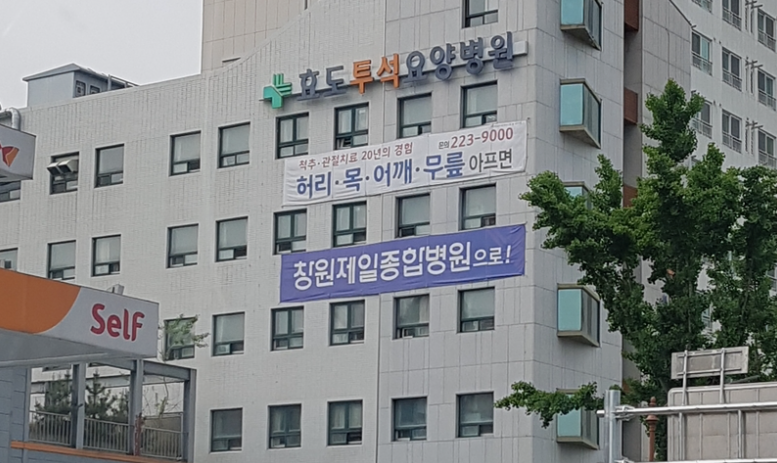 효도투석요양병원
척추·관절치료 20년의 경험 문의 223-9000
허리·목·어깨·무릎 아프면
창원제일종합병원으로!
Self